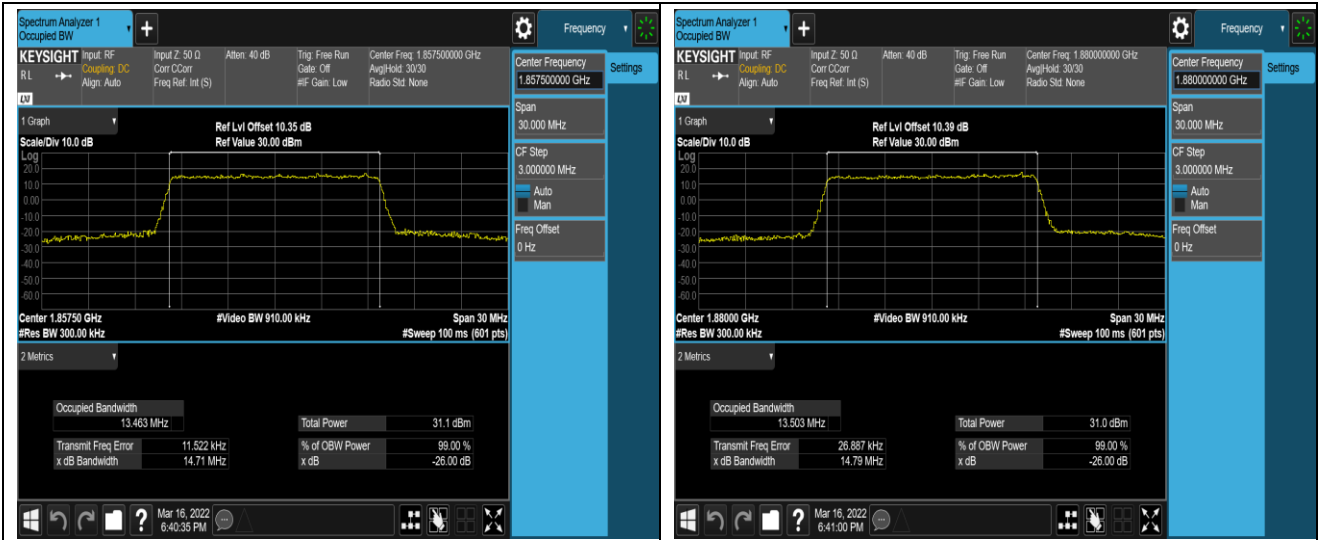 Spectrum Analyzer 1
Occupied BW
Frequency
KEYSIGHT
RL
LXI
Input: RF
Coupling: DC
Align: Auto
Input Z: 50 Ω
Corr CCorr
Freq Ref: Int (S)
Atten: 40 dB
Trig: Free Run
Gate: Off
#IF Gain: Low
Center Freq: 1.857500000 GHz
Avg|Hold: 30/30
Radio Std: None
Center Frequency
1.857500000 GHz
Settings
Span
30.000 MHz
CF Step
3.000000 MHz
Auto
Man
Freq Offset
0 Hz
1 Graph
Scale/Div 10.0 dB
Ref Lvl Offset 10.35 dB
Ref Value 30.00 dBm
Log
20.0
10.0
0.00
-10.0
-20.0
-30.0
-40.0
-50.0
-60.0
Center 1.85750 GHz
#Video BW 910.00 kHz
Span 30 MHz
#Res BW 300.00 kHz
#Sweep 100 ms (601 pts)
2 Metrics
Occupied Bandwidth
13.463 MHz
Total Power 31.1 dBm
Transmit Freq Error 11.522 kHz
% of OBW Power 99.00 %
x dB Bandwidth 14.71 MHz
x dB -26.00 dB
?
Mar 16, 2022
6:40:35 PM
Spectrum Analyzer 1
Occupied BW
Frequency
KEYSIGHT
RL
LXI
Input: RF
Coupling: DC
Align: Auto
Input Z: 50 Ω
Corr CCorr
Freq Ref: Int (S)
Atten: 40 dB
Trig: Free Run
Gate: Off
#IF Gain: Low
Center Freq: 1.880000000 GHz
Avg|Hold: 30/30
Radio Std: None
Center Frequency
1.880000000 GHz
Settings
Span
30.000 MHz
CF Step
3.000000 MHz
Auto
Man
Freq Offset
0 Hz
1 Graph
Scale/Div 10.0 dB
Ref Lvl Offset 10.39 dB
Ref Value 30.00 dBm
Log
20.0
10.0
0.00
-10.0
-20.0
-30.0
-40.0
-50.0
-60.0
Center 1.88000 GHz
#Video BW 910.00 kHz
Span 30 MHz
#Res BW 300.00 kHz
#Sweep 100 ms (601 pts)
2 Metrics
Occupied Bandwidth
13.503 MHz
Total Power 31.0 dBm
Transmit Freq Error 26.887 kHz
% of OBW Power 99.00 %
x dB Bandwidth 14.79 MHz
x dB -26.00 dB
?
Mar 16, 2022
6:41:00 PM